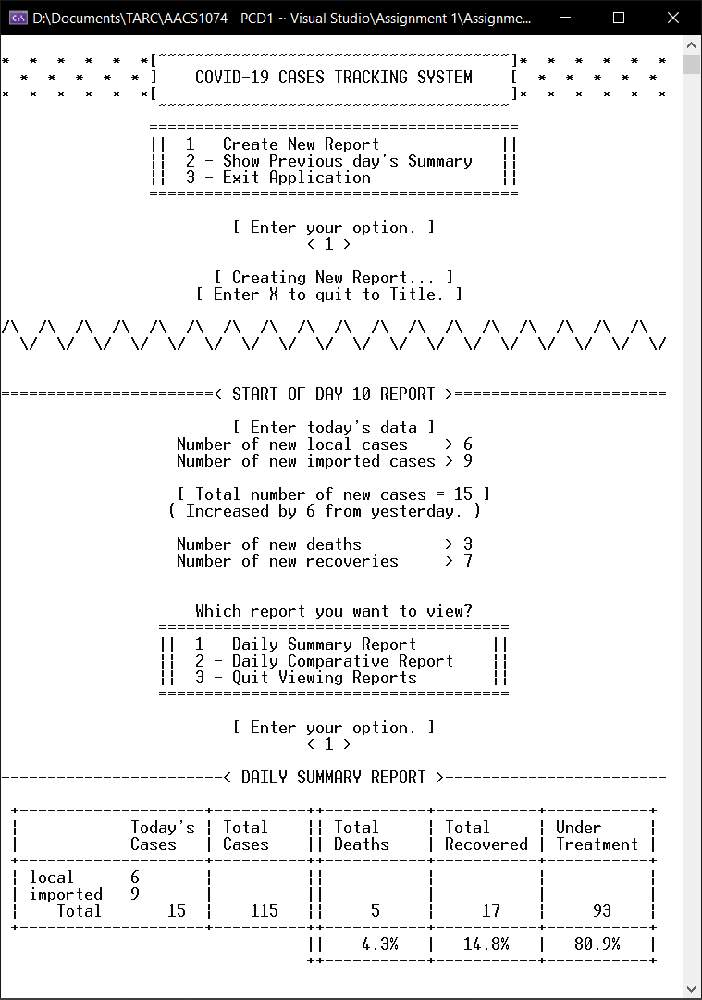 D:\Documents\TARC\AACS1074 - PCD1 ~ Visual Studio\Assignment 1\Assignme...
*  *  *  *  *  *[~~~~~~~~~~~~~~~~~~~~~~~~~~~~~~~~~~~~~~]*  *  *  *  *  *
  *  *  *  *  * ]    COVID-19 CASES TRACKING SYSTEM    [  *  *  *  *  *
*  *  *  *  *  *[~~~~~~~~~~~~~~~~~~~~~~~~~~~~~~~~~~~~~~]*  *  *  *  *  *
========================================
||  1 - Create New Report             ||
||  2 - Show Previous day's Summary   ||
||  3 - Exit Application              ||
========================================
[ Enter your option. ]
< 1 >
[ Creating New Report... ]
[ Enter X to quit to Title. ]
/\  /\  /\  /\  /\  /\  /\  /\  /\  /\  /\  /\  /\  /\  /\  /\  /\  /\
  \/  \/  \/  \/  \/  \/  \/  \/  \/  \/  \/  \/  \/  \/  \/  \/  \/  \/
=======================< START OF DAY 10 REPORT >=======================
[ Enter today's data ]
Number of new local cases    > 6
Number of new imported cases > 9
[ Total number of new cases = 15 ]
( Increased by 6 from yesterday. )
Number of new deaths         > 3
Number of new recoveries     > 7
Which report you want to view?
======================================
||  1 - Daily Summary Report        ||
||  2 - Daily Comparative Report    ||
||  3 - Quit Viewing Reports        ||
======================================
[ Enter your option. ]
< 1 >
------------------------< DAILY SUMMARY REPORT >------------------------
+--------------------+----------++-----------+-----------+-----------+
|            Today's | Total    || Total     | Total     | Under     |
|            Cases   | Cases    || Deaths    | Recovered | Treatment |
+--------------------+----------++-----------+-----------+-----------+
| local      6       |          ||           |           |           |
| imported   9       |          ||           |           |           |
|    Total       15  |    115   ||     5     |     17    |     93    |
+--------------------+----------++-----------+-----------+-----------+
||    4.3%   |   14.8%   |   80.9%   |
++-----------+-----------+-----------+